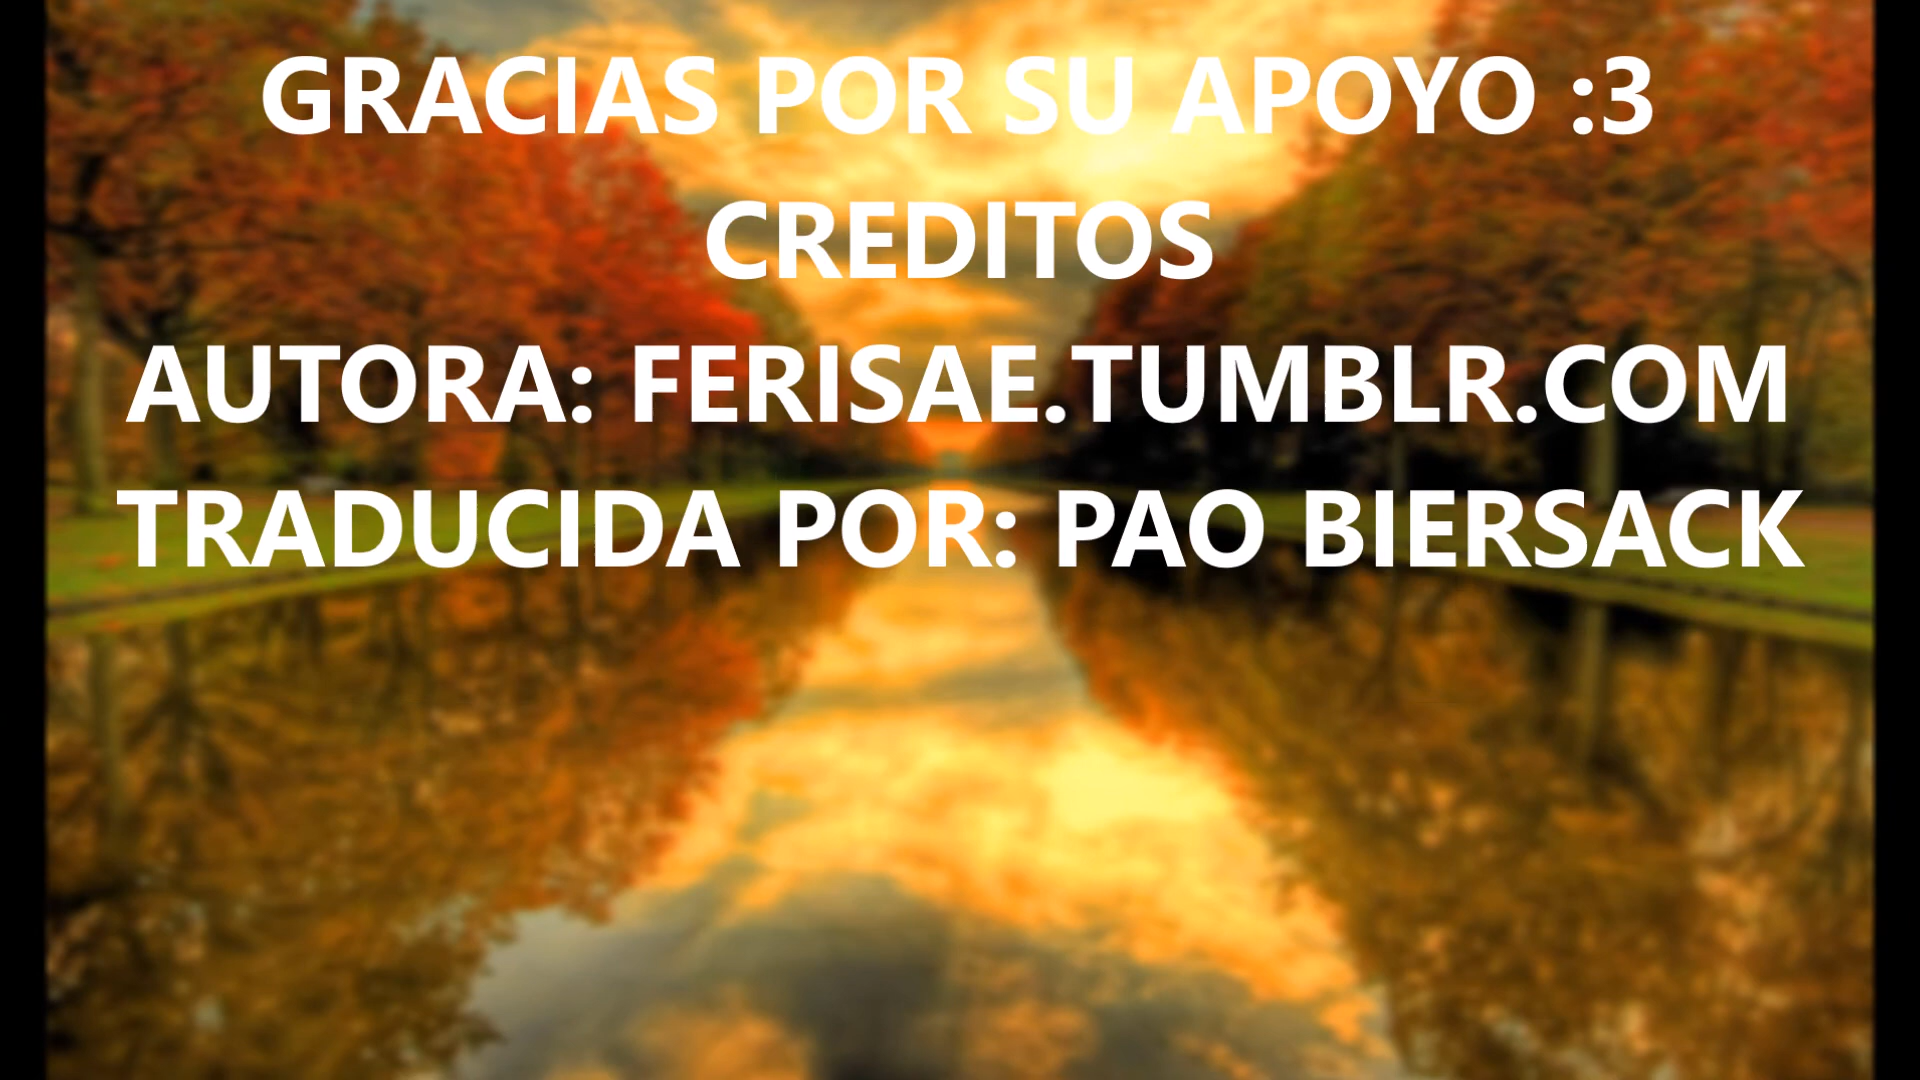 GRACIAS POR SU APOYO :3
CREDITOS
AUTORA: FERISAE.TUMBLR.COM
TRADUCIDA POR: PAO BIERSACK